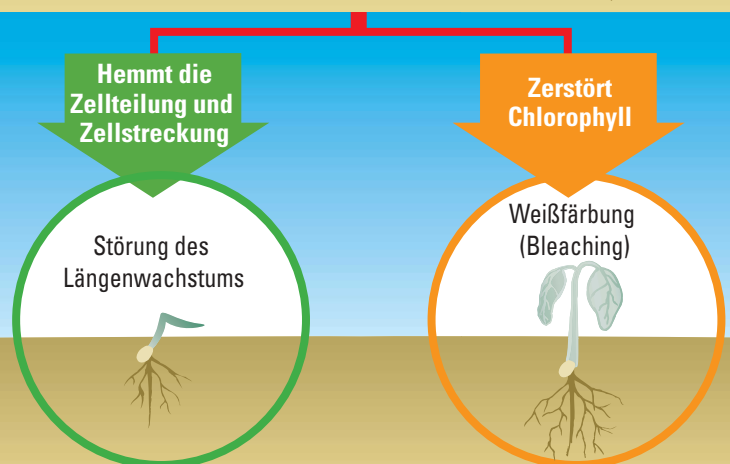 Hemmt die
Zellteilung und
Zellstreckung
Zerstört
Chlorophyll
Störung des
Längenwachstums
Weißfärbung
(Bleaching)